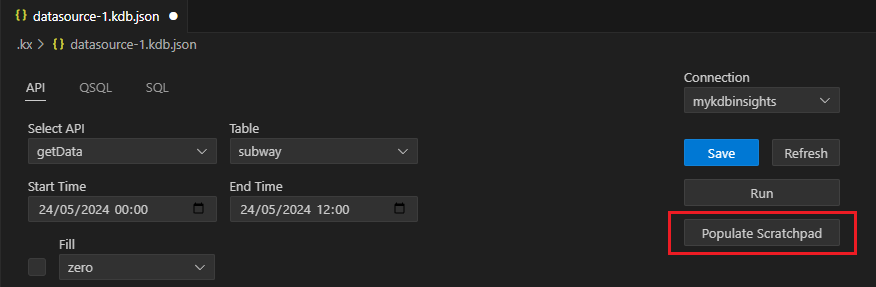 {} datasource-1.kdb.json ●
.kx > {} datasource-1.kdb.json
API QSQL SQL
Connection
mykdbinsights
Select API Table
getData subway
Save Refresh
Start Time End Time
24/05/2024 00:00 24/05/2024 12:00
Run
Populate Scratchpad
Fill
zero